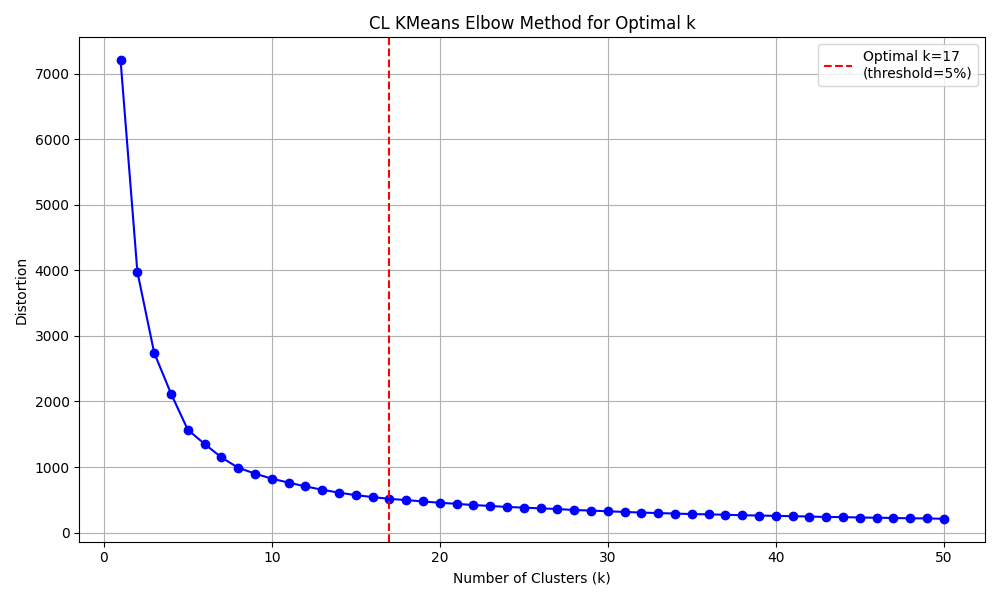 CL KMeans Elbow Method for Optimal k
Optimal k=17
(threshold=5%)
Distortion
7000
6000
5000
4000
3000
2000
1000
0
0 10 20 30 40 50
Number of Clusters (k)